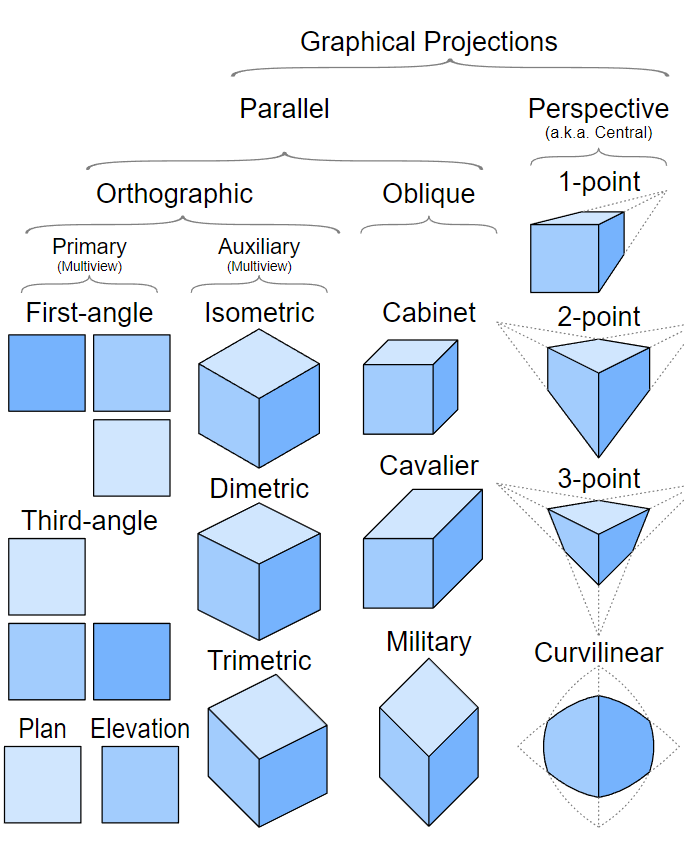 Graphical Projections
Parallel
Perspective
(a.k.a. Central)
Orthographic
Oblique
1-point
Primary
(Multiview)
Auxiliary
(Multiview)
First-angle
Isometric
Cabinet
2-point
Cavalier
3-point
Dimetric
Third-angle
Military
Curvilinear
Trimetric
Plan
Elevation